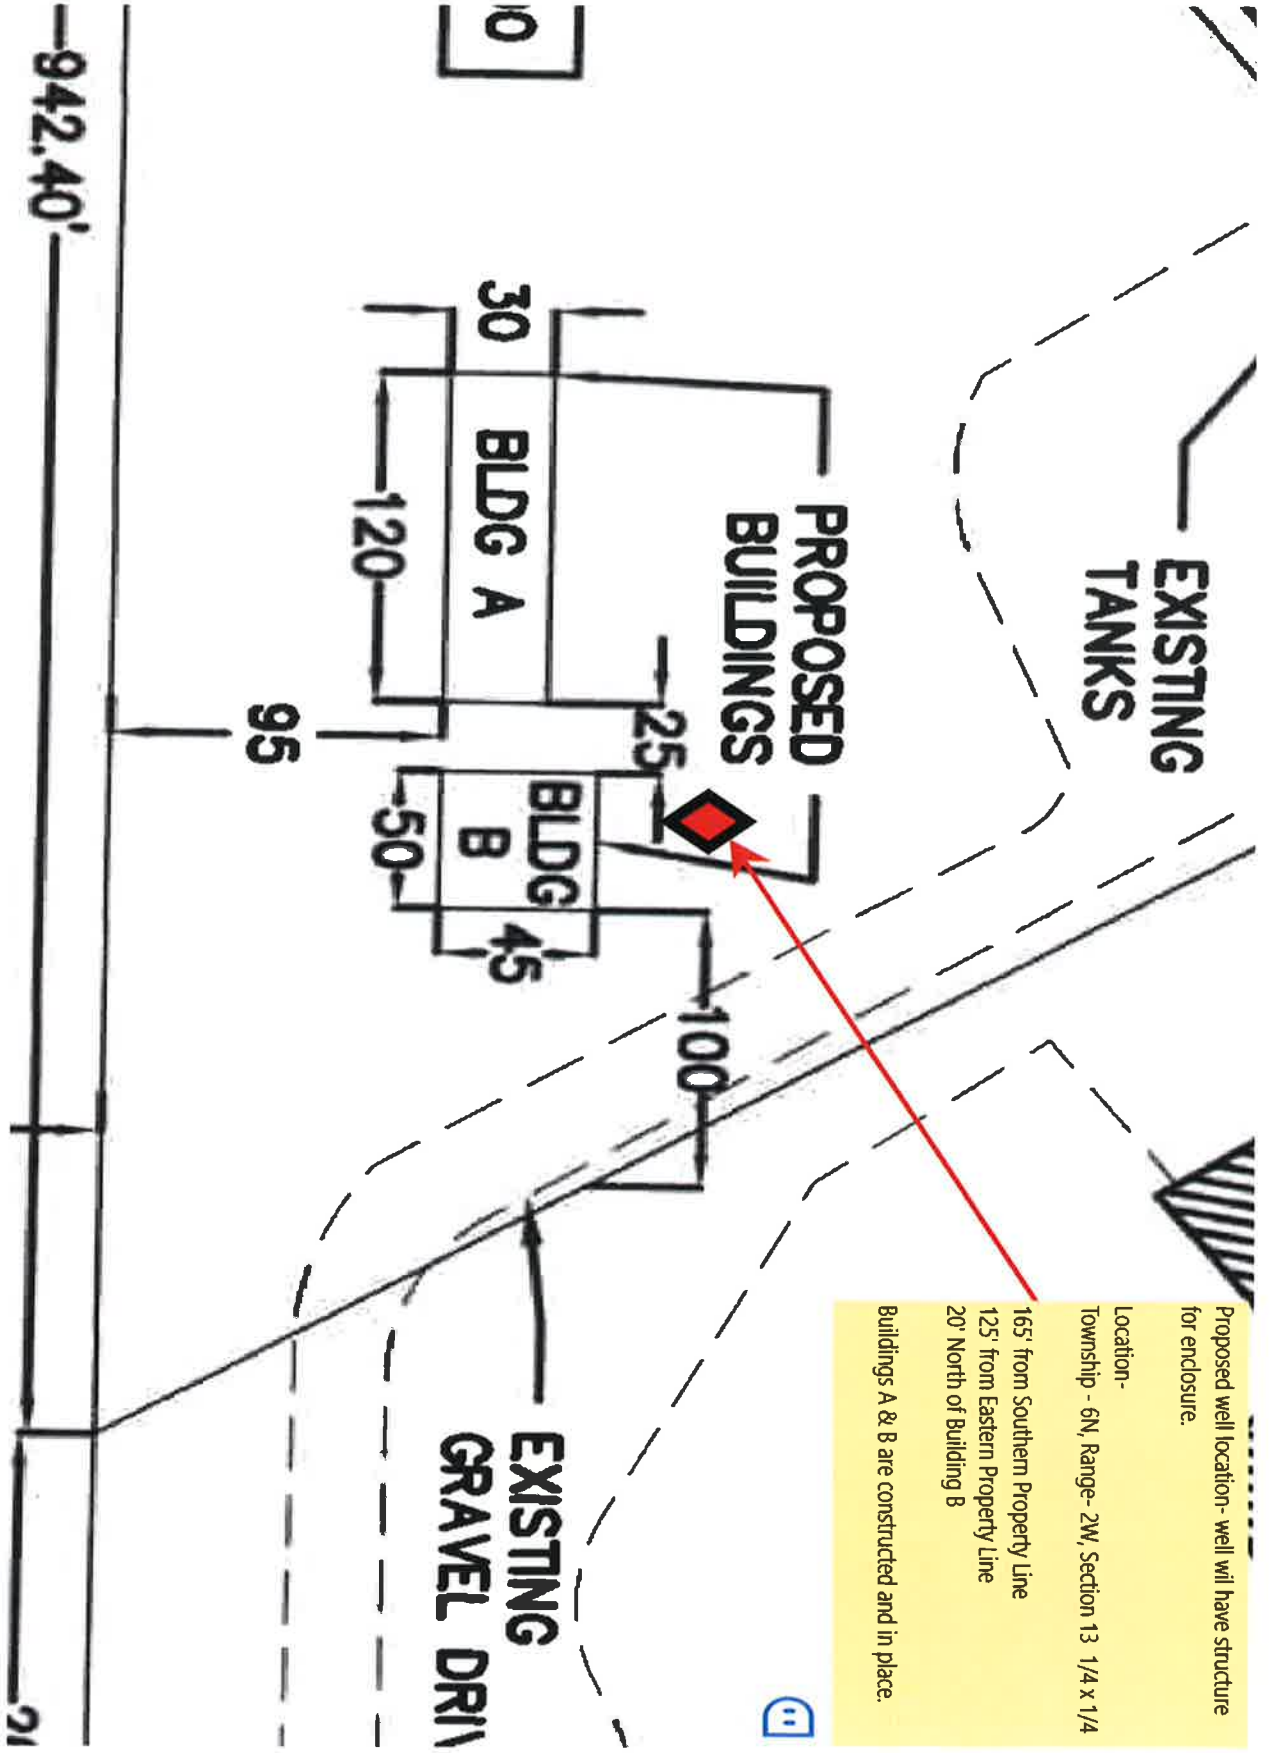 Proposed well location- well wil have structure
for enclosure.
Location-
Township - 6N, Range- 2W, Section 13 1/4 x 1/4
165' from Southern Property Line
125' from Eastern Property Line
20' North of Building B
Buildings A & B are constructed and in place.
EXISTING
TANKS
PROPOSED
BUILDINGS
25
100
30
BLDG A
120
BLDG
B
45
50
95
EXISTING
GRAVEL DRIV
942.40'